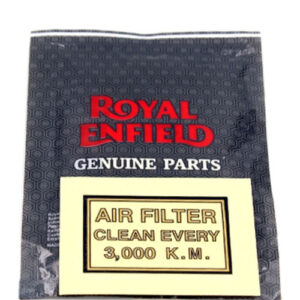 ROYAL
ENFIELD
GENUINE PARTS
AIR FILTER
CLEAN EVERY
3,000 K.M.